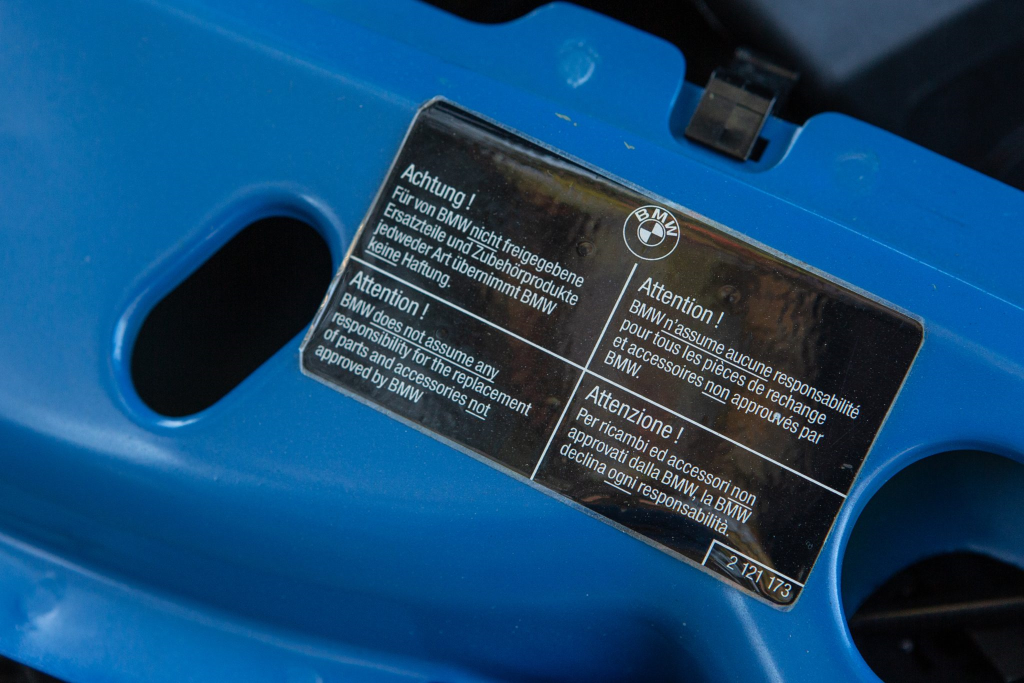 Achtung !
Für von BMW nicht freigegebene
Ersatzteile und Zubehörprodukte
jedweder Art übernimmt BMW
keine Haftung.
BMW
Attention !
BMW n'assume aucune responsabilité
pour tous les pièces de rechange
et accessoires non approuvés par
BMW.
Attention !
BMW does not assume any
responsibility for the replacement
of parts and accessories not
approved by BMW
Attenzione !
Per ricambi ed accessori non
approvati dalla BMW, la BMW
declina ogni responsabilità.
2 121 173